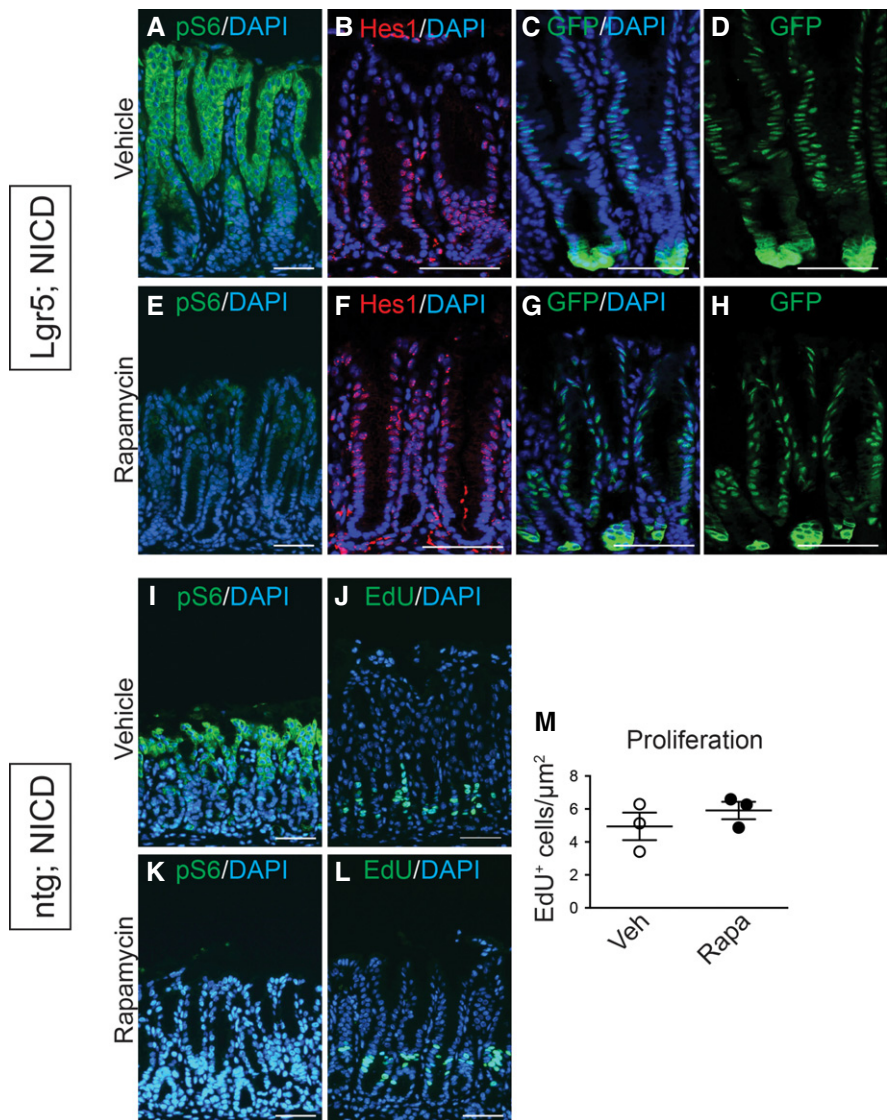 Lgr5; NICD
Vehicle
A pS6/DAPI
B Hes1/DAPI
C GFP/DAPI
D GFP
Rapamycin
E pS6/DAPI
F Hes1/DAPI
G GFP/DAPI
H GFP
ntg; NICD
Vehicle
I pS6/DAPI
J EdU/DAPI
Rapamycin
K pS6/DAPI
L EdU/DAPI
M
Proliferation
EdU⁺ cells/µm²
8
6
4
2
0
Veh
Rapa